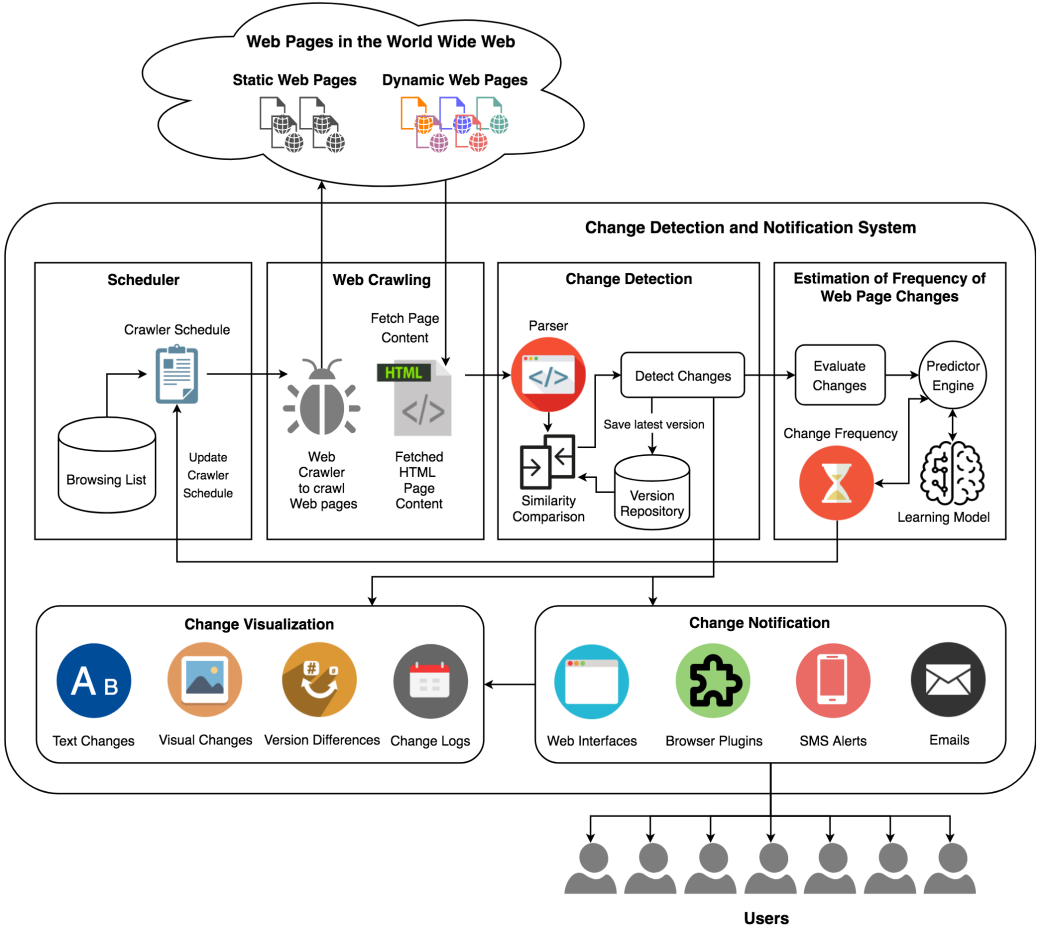 Web Pages in the World Wide Web
Static Web Pages
Dynamic Web Pages
Change Detection and Notification System
Scheduler
Crawler Schedule
Browsing List
Update
Crawler
Schedule
Web Crawling
Fetch Page
Content
HTML
</>
Web
Crawler
to crawl
Web pages
Fetched
HTML
Page
Content
Change Detection
Parser
</>
Detect Changes
Save latest version
Similarity
Comparison
Version
Repository
Estimation of Frequency of
Web Page Changes
Evaluate
Changes
Predictor
Engine
Change Frequency
Learning Model
Change Visualization
A B
#
Text Changes
Visual Changes
Version Differences
Change Logs
Change Notification
Web Interfaces
Browser Plugins
SMS Alerts
Emails
Users